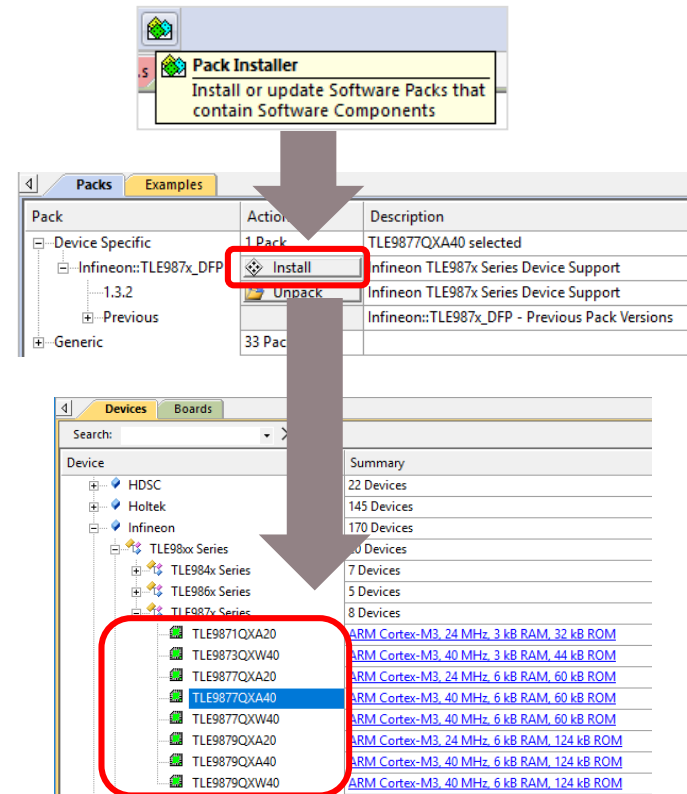 .s
Pack Installer
Install or update Software Packs that
contain Software Components
Packs Examples
Pack Action Description
Device Specific 1 Pack TLE9877QXA40 selected
Infineon::TLE987x_DFP Install Infineon TLE987x Series Device Support
1.3.2 Unpack Infineon TLE987x Series Device Support
Previous Infineon::TLE987x_DFP - Previous Pack Versions
Generic 33 Pac
Devices Boards
Search:
Device Summary
HDSC 22 Devices
Holtek 145 Devices
Infineon 170 Devices
TLE98xx Series 0 Devices
TLE984x Series 7 Devices
TLE986x Series 5 Devices
TLE987x Series 8 Devices
TLE9871QXA20 ARM Cortex-M3, 24 MHz, 3 kB RAM, 32 kB ROM
TLE9873QXW40 ARM Cortex-M3, 40 MHz, 3 kB RAM, 44 kB ROM
TLE9877QXA20 ARM Cortex-M3, 24 MHz, 6 kB RAM, 60 kB ROM
TLE9877QXA40 ARM Cortex-M3, 40 MHz, 6 kB RAM, 60 kB ROM
TLE9877QXW40 ARM Cortex-M3, 40 MHz, 6 kB RAM, 60 kB ROM
TLE9879QXA20 ARM Cortex-M3, 24 MHz, 6 kB RAM, 124 kB ROM
TLE9879QXA40 ARM Cortex-M3, 40 MHz, 6 kB RAM, 124 kB ROM
TLE9879QXW40 ARM Cortex-M3, 40 MHz, 6 kB RAM, 124 kB ROM